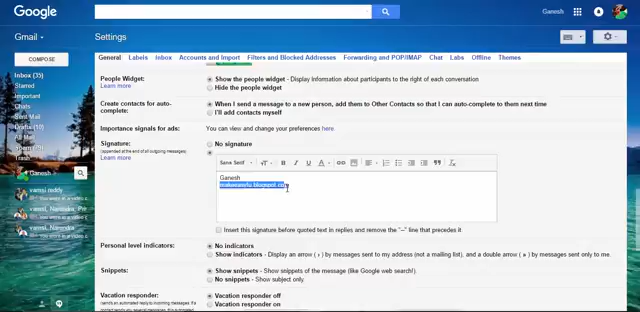 Google
Ganesh
Gmail
Settings
COMPOSE
General Labels Inbox Accounts and Import Filters and Blocked Addresses Forwarding and POP/IMAP Chat Labs Offline Themes
Inbox (35)
Starred
Important
Chats
Sent Mail
Drafts (10)
All Mail
Trash
Ganesh
vamsi reddy
People Widget:
Learn more
Show the people widget - Display information about participants to the right of each conversation
Hide the people widget
Create contacts for auto-complete:
When I send a message to a new person, add them to Other Contacts so that I can auto-complete to them next time
I'll add contacts myself
Importance signals for ads:
You can view and change your preferences here.
Signature:
(appended at the end of all outgoing messages)
Learn more
No signature
Sans Serif
Ganesh
Insert this signature before quoted text in replies and remove the "--" line that precedes it.
Personal level indicators:
No indicators
Show indicators - Display an arrow ( › ) by messages sent to my address (not a mailing list), and a double arrow ( » ) by messages sent only to me.
Snippets:
Show snippets - Show snippets of the message (like Google web search!).
No snippets - Show subject only.
Vacation responder:
Vacation responder off
Vacation responder on